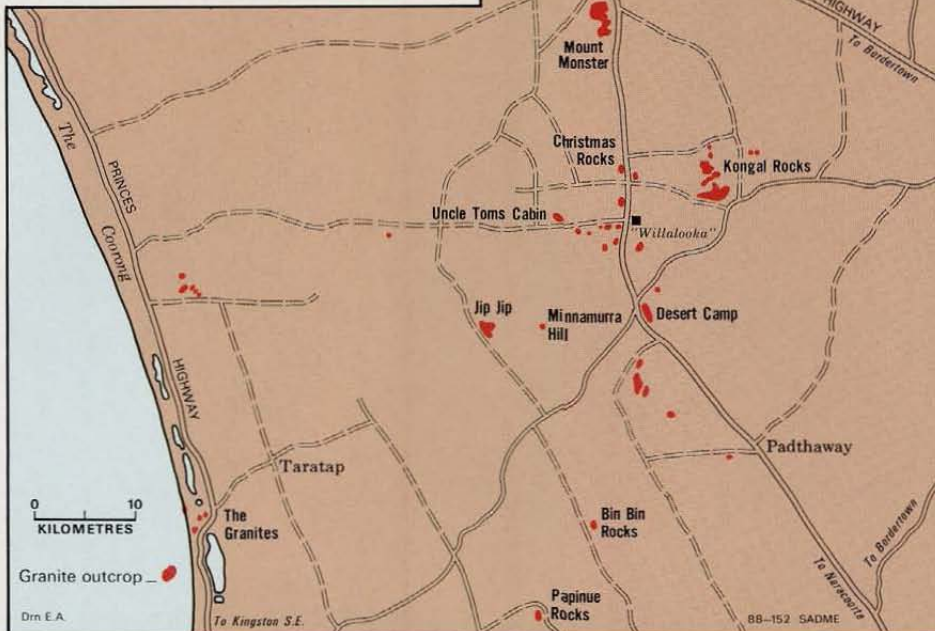 HIGHWAY
To Bordertown
Mount
Monster
The
Coorong
PRINCES
HIGHWAY
Christmas
Rocks
Kongal Rocks
Uncle Toms Cabin
"Willalooka"
Jip Jip
Minnamurra
Hill
Desert Camp
Taratap
Padthaway
0 10
KILOMETRES
The
Granites
Bin Bin
Rocks
To Bordertown
Granite outcrop
To Naracoorte
Papinue
Rocks
Drn E.A.
To Kingston S.E.
88–152 SADME